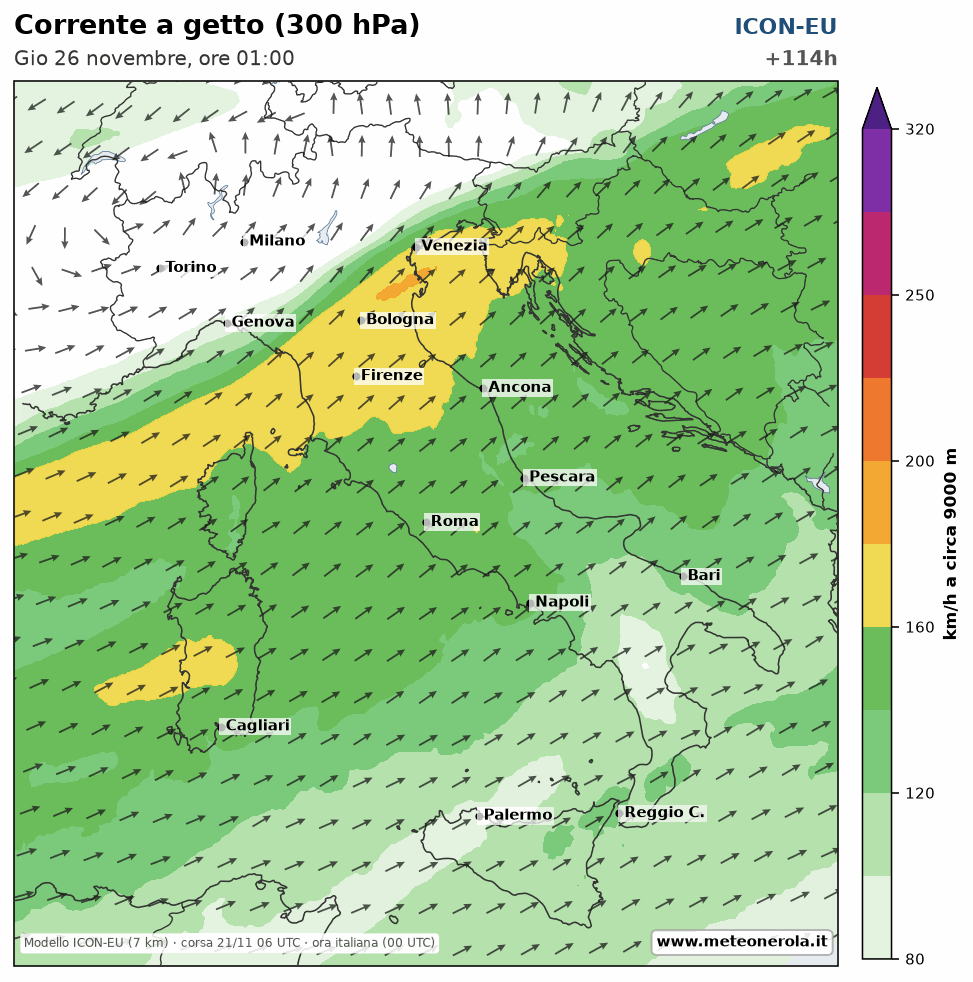 Corrente a getto (300 hPa)
ICON-EU
Gio 26 novembre, ore 01:00
+114h
320
Milano
Venezia
Torino
250
Genova
Bologna
Firenze
Ancona
200
Pescara
km/h a circa 9000 m
Roma
Bari
Napoli
160
Cagliari
120
Palermo
Reggio C.
Modello ICON-EU (7 km) · corsa 21/11 06 UTC · ora italiana (00 UTC)
www.meteonerola.it
80